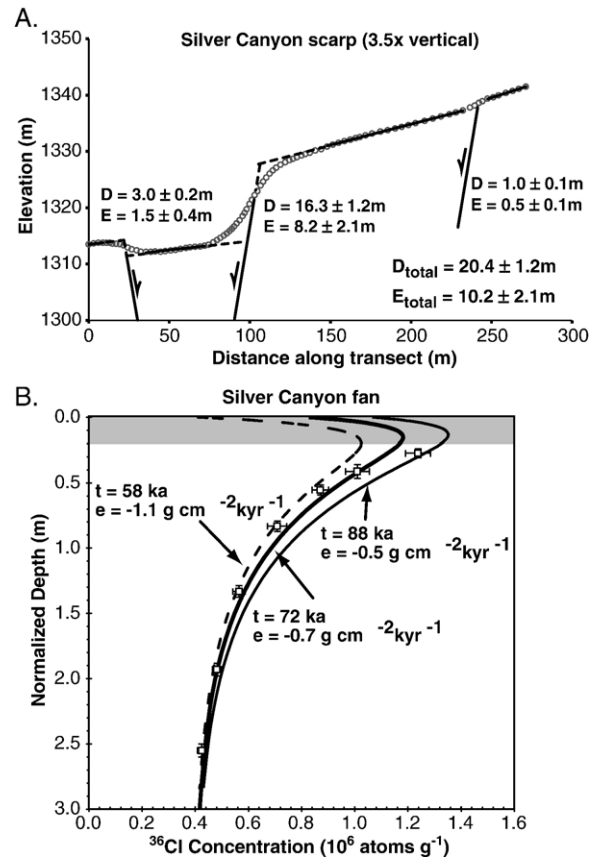 A.
Silver Canyon scarp (3.5x vertical)
1350
1340
1330
1320
1310
1300
Elevation (m)
D = 3.0 ± 0.2m
E = 1.5 ± 0.4m
D = 16.3 ± 1.2m
E = 8.2 ± 2.1m
D = 1.0 ± 0.1m
E = 0.5 ± 0.1m
Dtotal = 20.4 ± 1.2m
Etotal = 10.2 ± 2.1m
0 50 100 150 200 250 300
Distance along transect (m)
B.
Silver Canyon fan
0.0
0.5
1.0
1.5
2.0
2.5
3.0
Normalized Depth (m)
t = 58 ka
e = -1.1 g cm -2kyr -1
t = 88 ka
e = -0.5 g cm -2kyr -1
t = 72 ka
e = -0.7 g cm -2kyr -1
0.2 0.4 0.6 0.8 1.0 1.2 1.4 1.6
36Cl Concentration (10^6 atoms g-1)